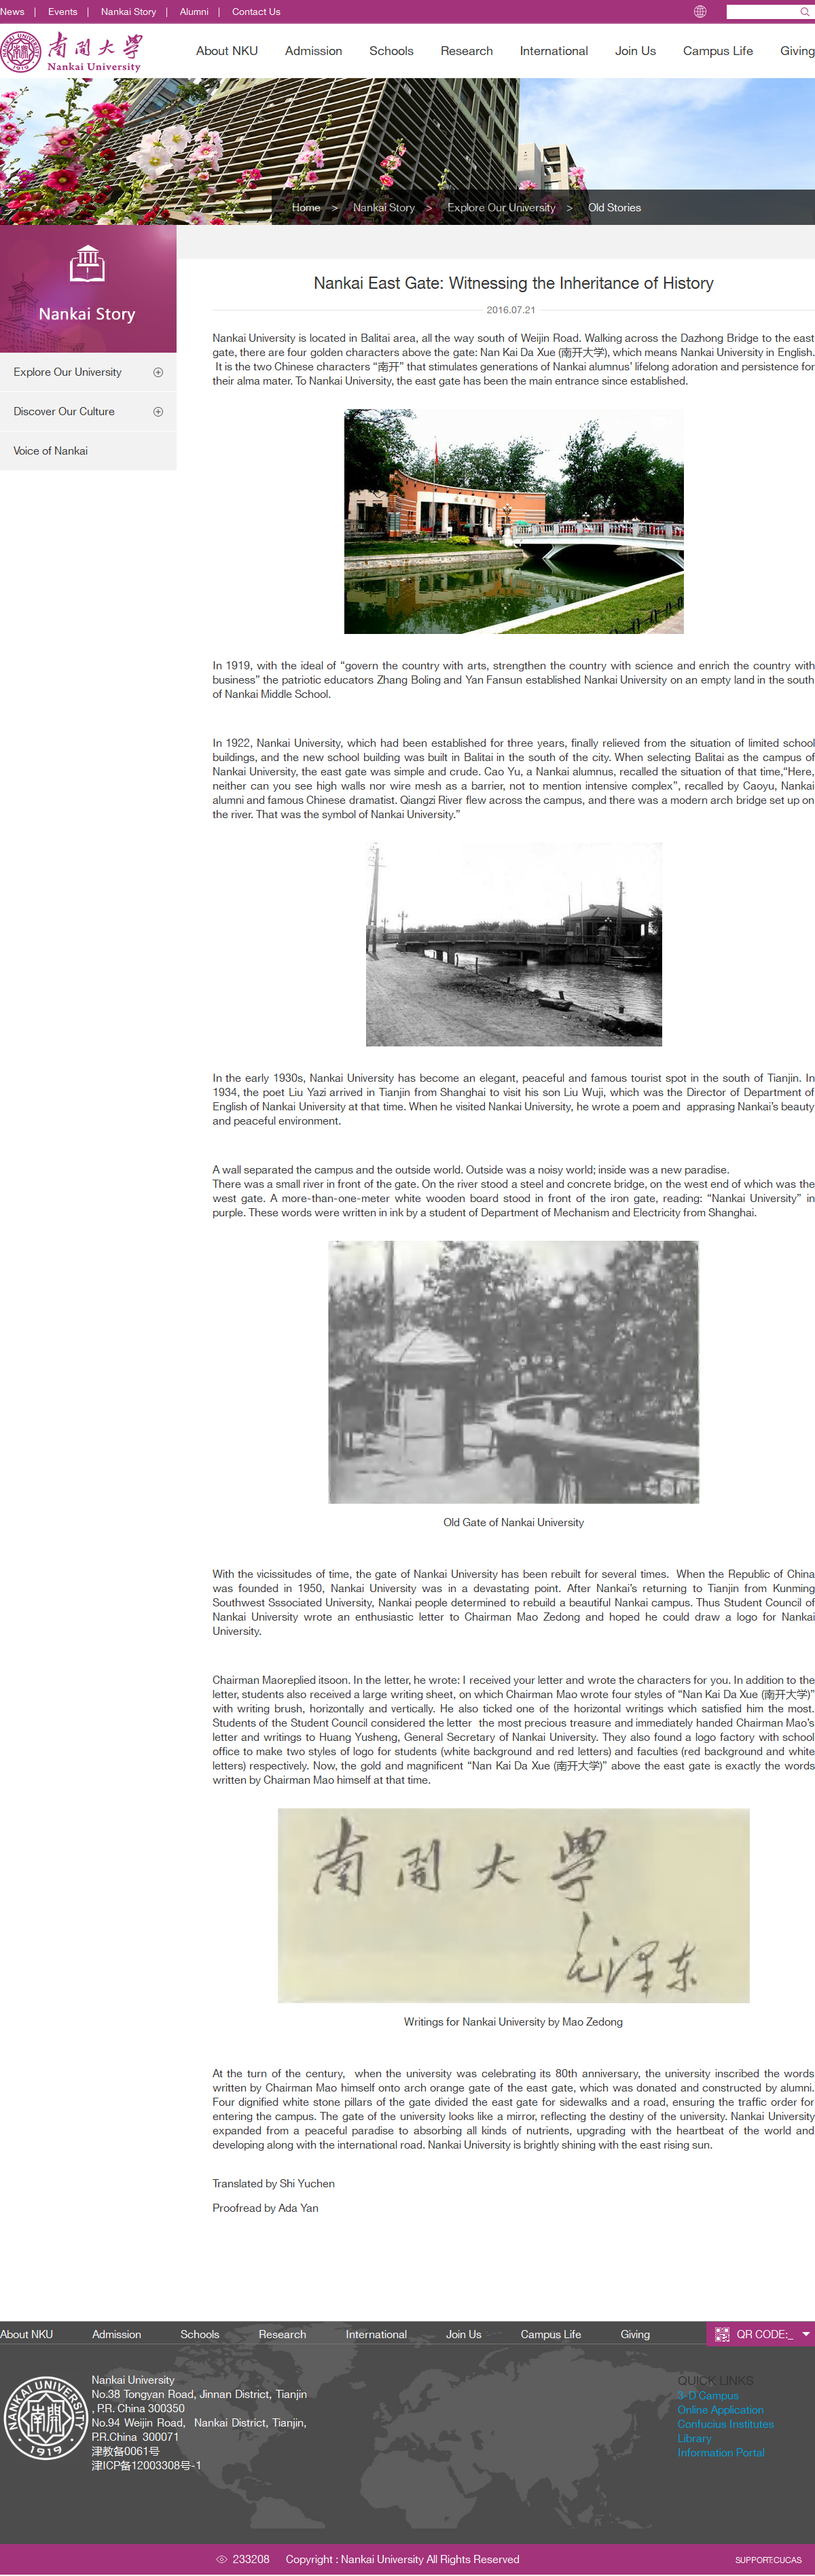 News | Events | Nankai Story | Alumni | Contact Us
南開大學
Nankai University
1919
About NKU Admission Schools Research International Join Us Campus Life Giving
Home > Nankai Story > Explore Our University > Old Stories
Nankai Story
Explore Our University
Discover Our Culture
Voice of Nankai
Nankai East Gate: Witnessing the Inheritance of History
2016.07.21
Nankai University is located in Balitai area, all the way south of Weijin Road. Walking across the Dazhong Bridge to the east
gate, there are four golden characters above the gate: Nan Kai Da Xue (南开大学), which means Nankai University in English.
It is the two Chinese characters “南开” that stimulates generations of Nankai alumnus’ lifelong adoration and persistence for
their alma mater. To Nankai University, the east gate has been the main entrance since established.
In 1919, with the ideal of “govern the country with arts, strengthen the country with science and enrich the country with
business” the patriotic educators Zhang Boling and Yan Fansun established Nankai University on an empty land in the south
of Nankai Middle School.
In 1922, Nankai University, which had been established for three years, finally relieved from the situation of limited school
buildings, and the new school building was built in Balitai in the south of the city. When selecting Balitai as the campus of
Nankai University, the east gate was simple and crude. Cao Yu, a Nankai alumnus, recalled the situation of that time,“Here,
neither can you see high walls nor wire mesh as a barrier, not to mention intensive complex”, recalled by Caoyu, Nankai
alumni and famous Chinese dramatist. Qiangzi River flew across the campus, and there was a modern arch bridge set up on
the river. That was the symbol of Nankai University.”
In the early 1930s, Nankai University has become an elegant, peaceful and famous tourist spot in the south of Tianjin. In
1934, the poet Liu Yazi arrived in Tianjin from Shanghai to visit his son Liu Wuji, which was the Director of Department of
English of Nankai University at that time. When he visited Nankai University, he wrote a poem and apprasing Nankai’s beauty
and peaceful environment.
A wall separated the campus and the outside world. Outside was a noisy world; inside was a new paradise.
There was a small river in front of the gate. On the river stood a steel and concrete bridge, on the west end of which was the
west gate. A more-than-one-meter white wooden board stood in front of the iron gate, reading: “Nankai University” in
purple. These words were written in ink by a student of Department of Mechanism and Electricity from Shanghai.
Old Gate of Nankai University
With the vicissitudes of time, the gate of Nankai University has been rebuilt for several times. When the Republic of China
was founded in 1950, Nankai University was in a devastating point. After Nankai’s returning to Tianjin from Kunming
Southwest Sssociated University, Nankai people determined to rebuild a beautiful Nankai campus. Thus Student Council of
Nankai University wrote an enthusiastic letter to Chairman Mao Zedong and hoped he could draw a logo for Nankai
University.
Chairman Maoreplied itsoon. In the letter, he wrote: I received your letter and wrote the characters for you. In addition to the
letter, students also received a large writing sheet, on which Chairman Mao wrote four styles of “Nan Kai Da Xue (南开大学)”
with writing brush, horizontally and vertically. He also ticked one of the horizontal writings which satisfied him the most.
Students of the Student Council considered the letter the most precious treasure and immediately handed Chairman Mao’s
letter and writings to Huang Yusheng, General Secretary of Nankai University. They also found a logo factory with school
office to make two styles of logo for students (white background and red letters) and faculties (red background and white
letters) respectively. Now, the gold and magnificent “Nan Kai Da Xue (南开大学)” above the east gate is exactly the words
written by Chairman Mao himself at that time.
南開大學
毛泽东
Writings for Nankai University by Mao Zedong
At the turn of the century, when the university was celebrating its 80th anniversary, the university inscribed the words
written by Chairman Mao himself onto arch orange gate of the east gate, which was donated and constructed by alumni.
Four dignified white stone pillars of the gate divided the east gate for sidewalks and a road, ensuring the traffic order for
entering the campus. The gate of the university looks like a mirror, reflecting the destiny of the university. Nankai University
expanded from a peaceful paradise to absorbing all kinds of nutrients, upgrading with the heartbeat of the world and
developing along with the international road. Nankai University is brightly shining with the east rising sun.
Translated by Shi Yuchen
Proofread by Ada Yan
About NKU Admission Schools Research International Join Us Campus Life Giving QR CODE:_
NANKAI UNIVERSITY
南開
1919
Nankai University
No.38 Tongyan Road, Jinnan District, Tianjin
, P.R. China 300350
No.94 Weijin Road, Nankai District, Tianjin,
P.R.China 300071
津教备0061号
津ICP备12003308号-1
QUICK LINKS
3-D Campus
Online Application
Confucius Institutes
Library
Information Portal
233208 Copyright : Nankai University All Rights Reserved
SUPPORT:CUCAS